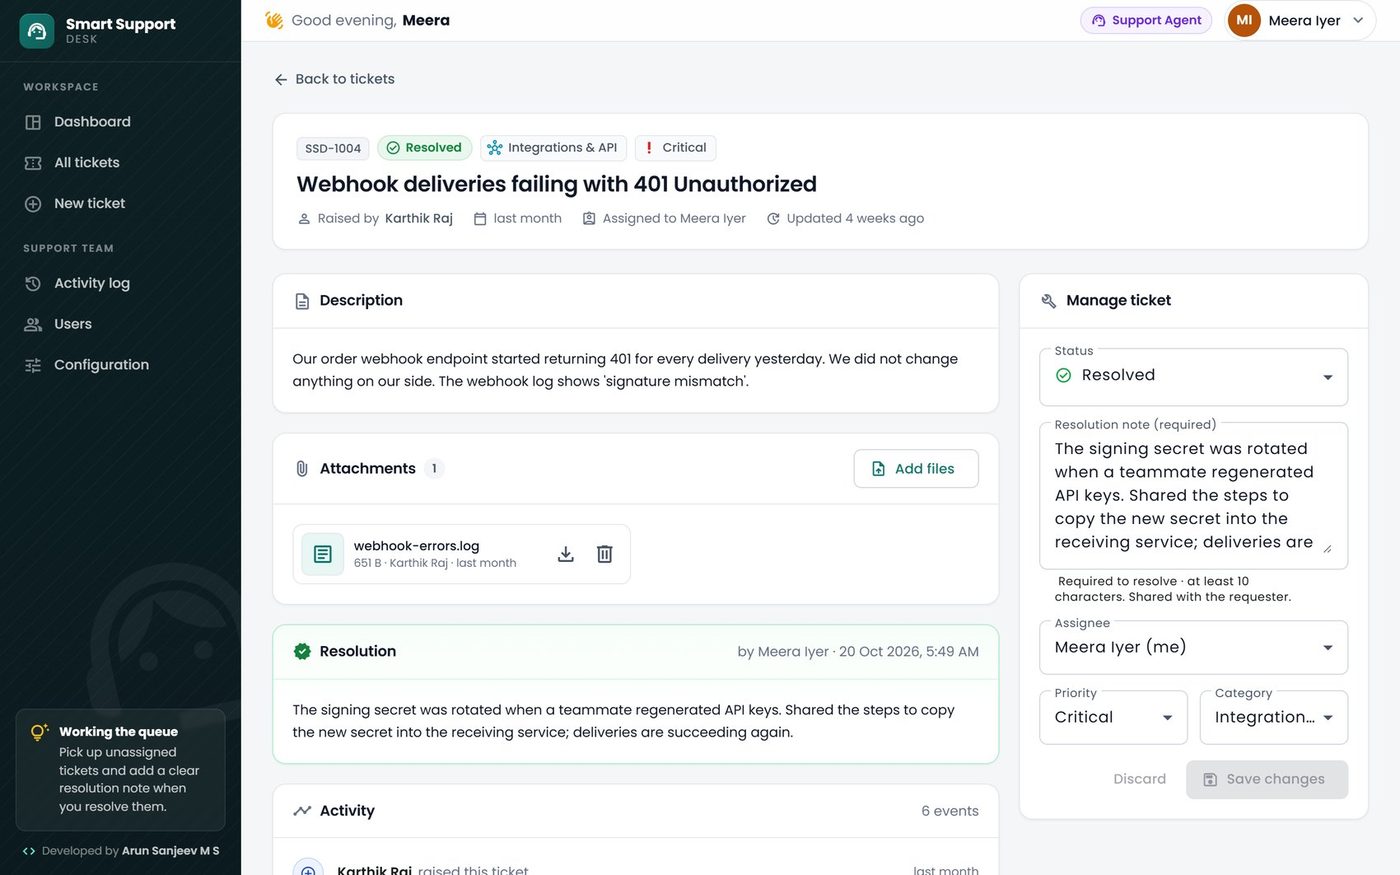 Smart Support
DESK
WORKSPACE
Dashboard
All tickets
New ticket
SUPPORT TEAM
Activity log
Users
Configuration
Working the queue
Pick up unassigned
tickets and add a clear
resolution note when
you resolve them.
Developed by Arun Sanjeev M S
Good evening, Meera
Support Agent
MI
Meera Iyer
Back to tickets
SSD-1004
Resolved
Integrations & API
Critical
Webhook deliveries failing with 401 Unauthorized
Raised by Karthik Raj
last month
Assigned to Meera Iyer
Updated 4 weeks ago
Description
Our order webhook endpoint started returning 401 for every delivery yesterday. We did not change
anything on our side. The webhook log shows 'signature mismatch'.
Attachments 1
Add files
webhook-errors.log
651 B · Karthik Raj · last month
Resolution
by Meera Iyer · 20 Oct 2026, 5:49 AM
The signing secret was rotated when a teammate regenerated API keys. Shared the steps to copy
the new secret into the receiving service; deliveries are succeeding again.
Activity
6 events
Karthik Raj raised this ticket
last month
Manage ticket
Status
Resolved
Resolution note (required)
The signing secret was rotated
when a teammate regenerated
API keys. Shared the steps to
copy the new secret into the
receiving service; deliveries are
Required to resolve · at least 10
characters. Shared with the requester.
Assignee
Meera Iyer (me)
Priority
Critical
Category
Integration...
Discard
Save changes